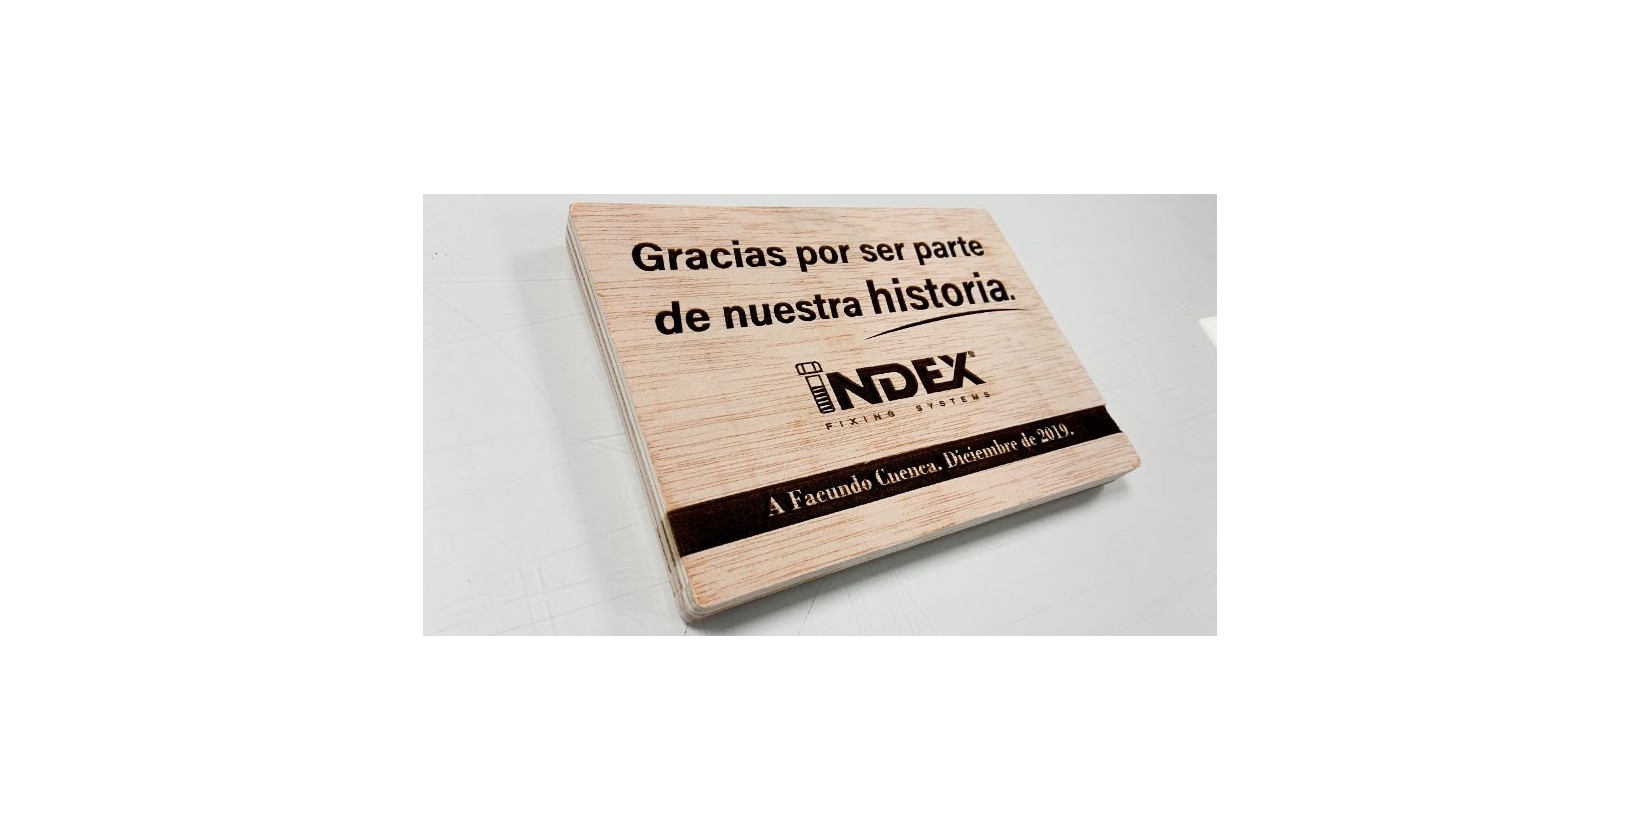 Gracias por ser parte
de nuestra historia.
INDEX®
FIXING SYSTEMS
A Facundo Cuenca. Diciembre de 2019.